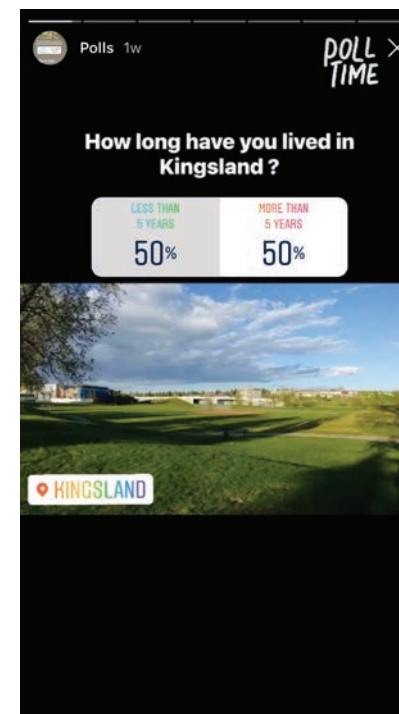 Polls 1w
POLL
TIME
How long have you lived in
Kingsland ?
LESS THAN
5 YEARS
50%
MORE THAN
5 YEARS
50%
KINGSLAND